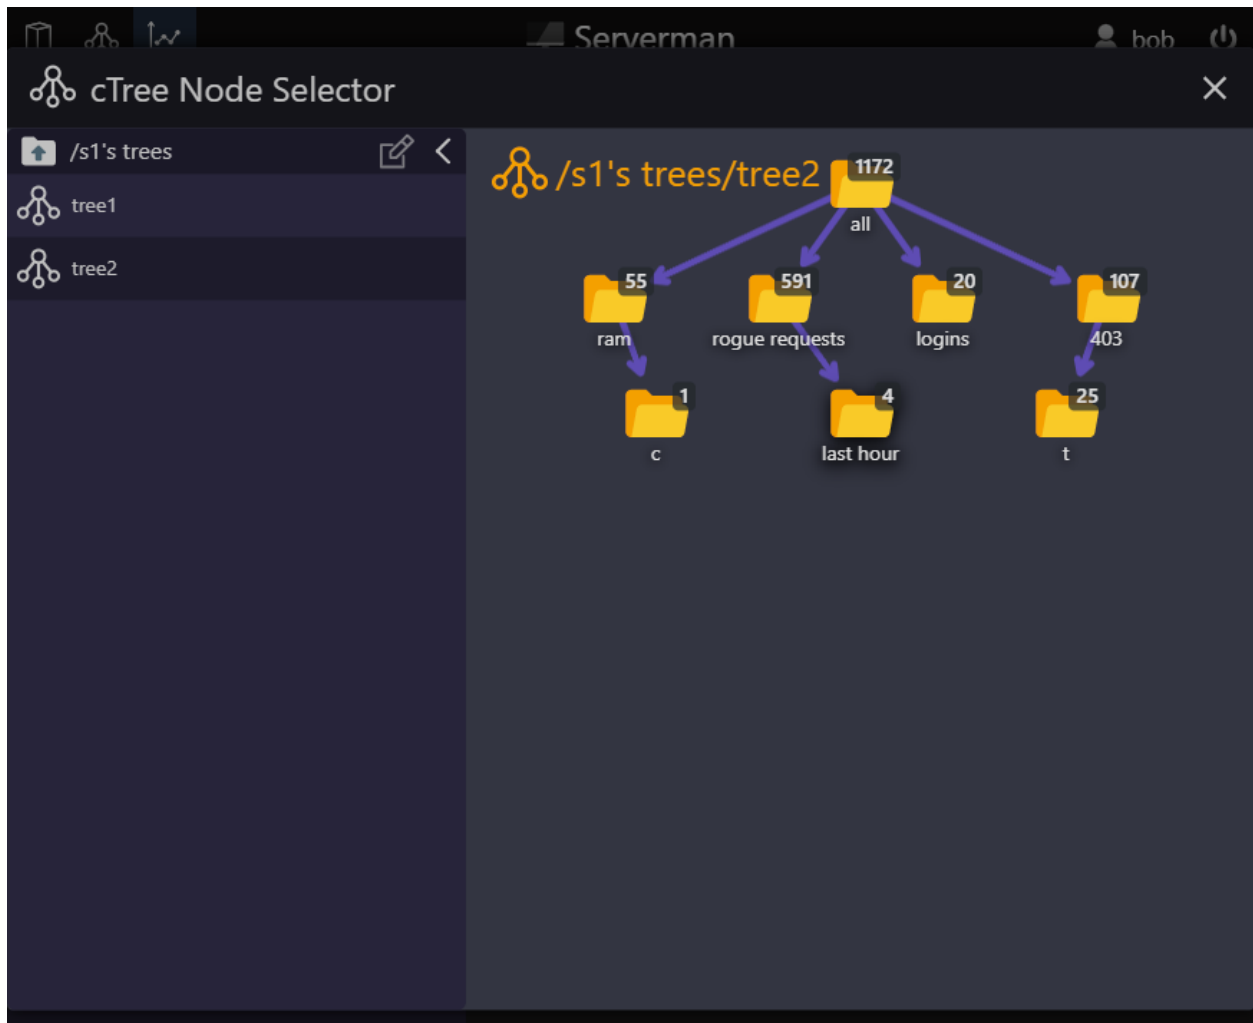 Serverman
bob
cTree Node Selector
/s1's trees
tree1
tree2
/s1's trees/tree2
1172
all
55
591
20
107
ram
rogue requests
logins
403
1
4
25
c
last hour
t